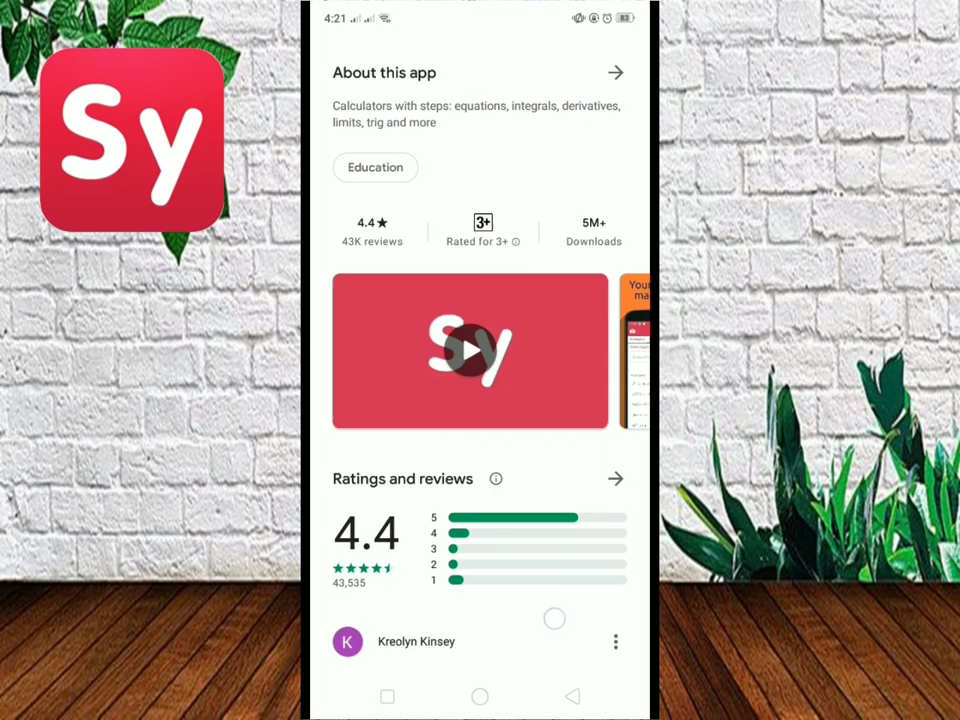 Sy
4:21
83
About this app
Calculators with steps: equations, integrals, derivatives,
limits, trig and more
Education
4.4★
43K reviews
3+
Rated for 3+
5M+
Downloads
Sy
Your
ma
Ratings and reviews
4.4
43,535
5
4
3
2
1
K
Kreolyn Kinsey